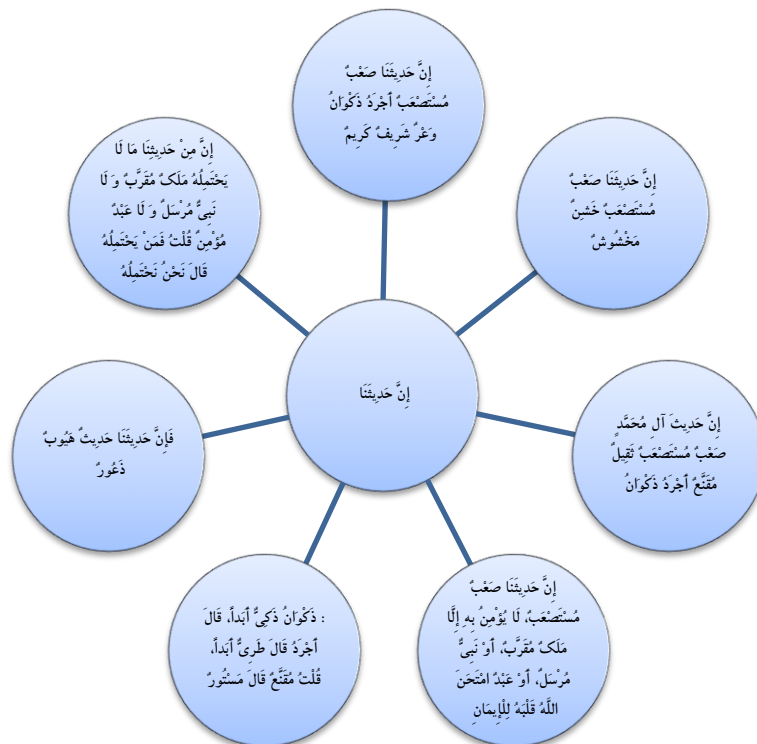 إِنَّ حَدِيثَنَا صَعْبٌ
مُسْتَصْعَبٌ أَجْرَدُ ذَكْوَانُ
وَعْرٌ شَرِيفٌ كَرِيمٌ
إِنَّ حَدِيثَنَا صَعْبٌ
مُسْتَصْعَبٌ خَشِنٌ
مَخْشُوشٌ
إِنَّ حَدِيثَ آلِ مُحَمَّدٍ
صَعْبٌ مُسْتَصْعَبٌ ثَقِيلٌ
مُقَنَّعٌ أَجْرَدُ ذَكْوَانُ
إِنَّ حَدِيثَنَا صَعْبٌ
مُسْتَصْعَبٌ، لَا يُؤْمِنُ بِهِ إِلَّا
مَلَکٌ مُقَرَّبٌ، أَوْ نَبِيٌّ
مُرْسَلٌ، أَوْ عَبْدٌ امْتَحَنَ
اللَّهُ قَلْبَهُ لِلْإِيمَانِ
: ذَكْوَانُ ذَكِيٌّ أَبَداً، قَالَ
أَجْرَدُ قَالَ طَرِيٌّ أَبَداً،
قُلْتُ مُقَنَّعٌ قَالَ مَسْتُورٌ
فَإِنَّ حَدِيثَنَا حَدِيثٌ هَيُوبٌ
ذَعُورٌ
إِنَّ مِنْ حَدِيثِنَا مَا لَا
يَحْتَمِلُهُ مَلَکٌ مُقَرَّبٌ وَ لَا
نَبِيٌّ مُرْسَلٌ وَ لَا عَبْدٌ
مُؤْمِنٌ قُلْتُ فَمَنْ يَحْتَمِلُهُ
قَالَ نَحْنُ نَحْتَمِلُهُ
إِنَّ حَدِيثَنَا